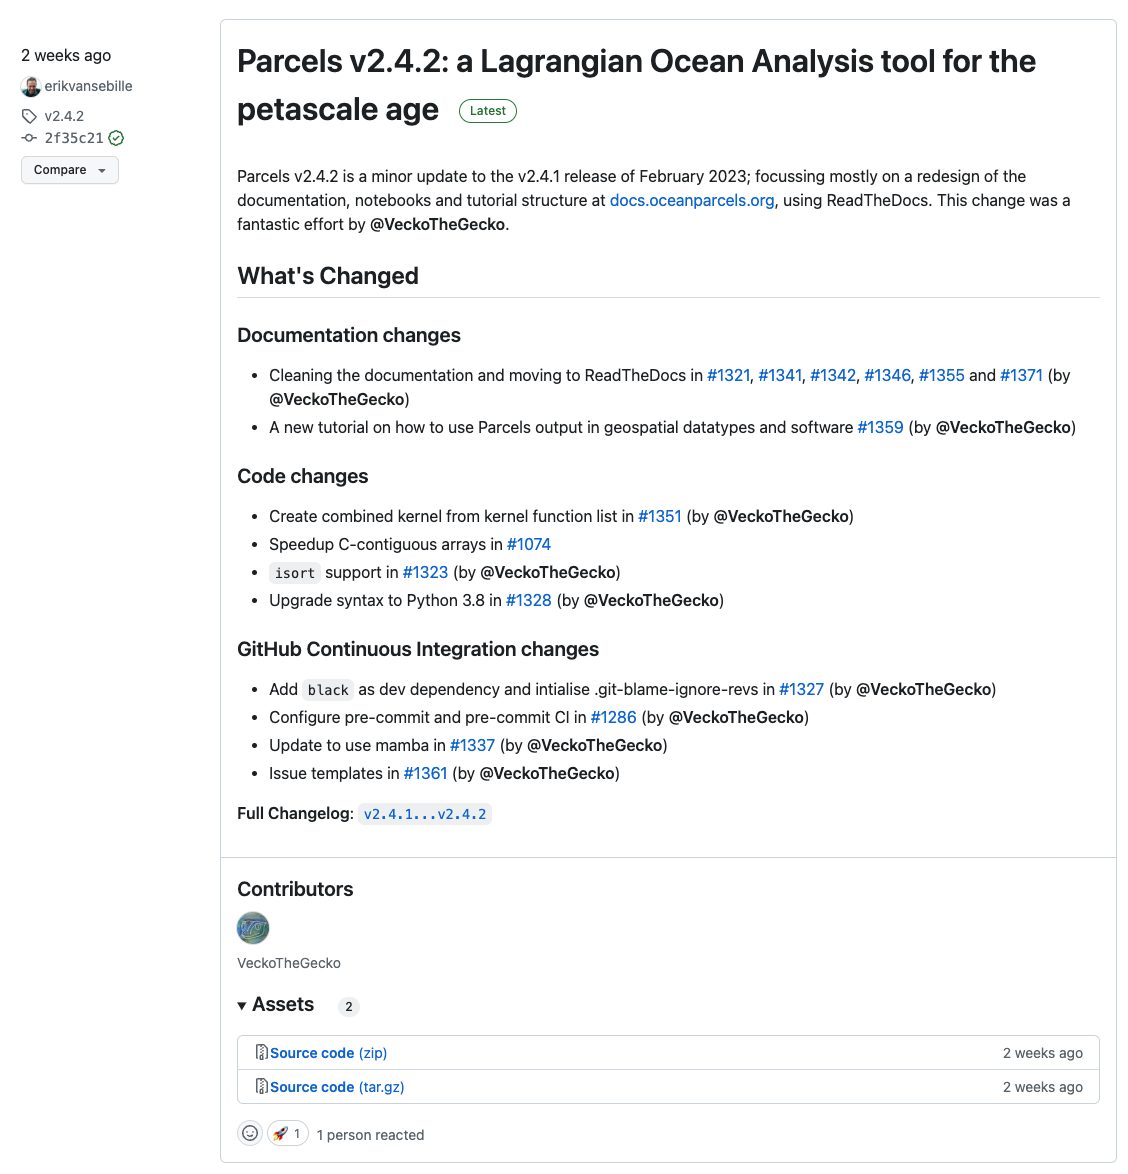 2 weeks ago
erikvansebille
v2.4.2
2f35c21
Compare
Parcels v2.4.2: a Lagrangian Ocean Analysis tool for the
petascale age Latest
Parcels v2.4.2 is a minor update to the v2.4.1 release of February 2023; focussing mostly on a redesign of the
documentation, notebooks and tutorial structure at docs.oceanparcels.org, using ReadTheDocs. This change was a
fantastic effort by @VeckoTheGecko.
What's Changed
Documentation changes
• Cleaning the documentation and moving to ReadTheDocs in #1321, #1341, #1342, #1346, #1355 and #1371 (by
@VeckoTheGecko)
• A new tutorial on how to use Parcels output in geospatial datatypes and software #1359 (by @VeckoTheGecko)
Code changes
• Create combined kernel from kernel function list in #1351 (by @VeckoTheGecko)
• Speedup C-contiguous arrays in #1074
• isort support in #1323 (by @VeckoTheGecko)
• Upgrade syntax to Python 3.8 in #1328 (by @VeckoTheGecko)
GitHub Continuous Integration changes
• Add black as dev dependency and intialise .git-blame-ignore-revs in #1327 (by @VeckoTheGecko)
• Configure pre-commit and pre-commit CI in #1286 (by @VeckoTheGecko)
• Update to use mamba in #1337 (by @VeckoTheGecko)
• Issue templates in #1361 (by @VeckoTheGecko)
Full Changelog: v2.4.1...v2.4.2
Contributors
VeckoTheGecko
Assets 2
Source code (zip) 2 weeks ago
Source code (tar.gz) 2 weeks ago
🚀 1 1 person reacted